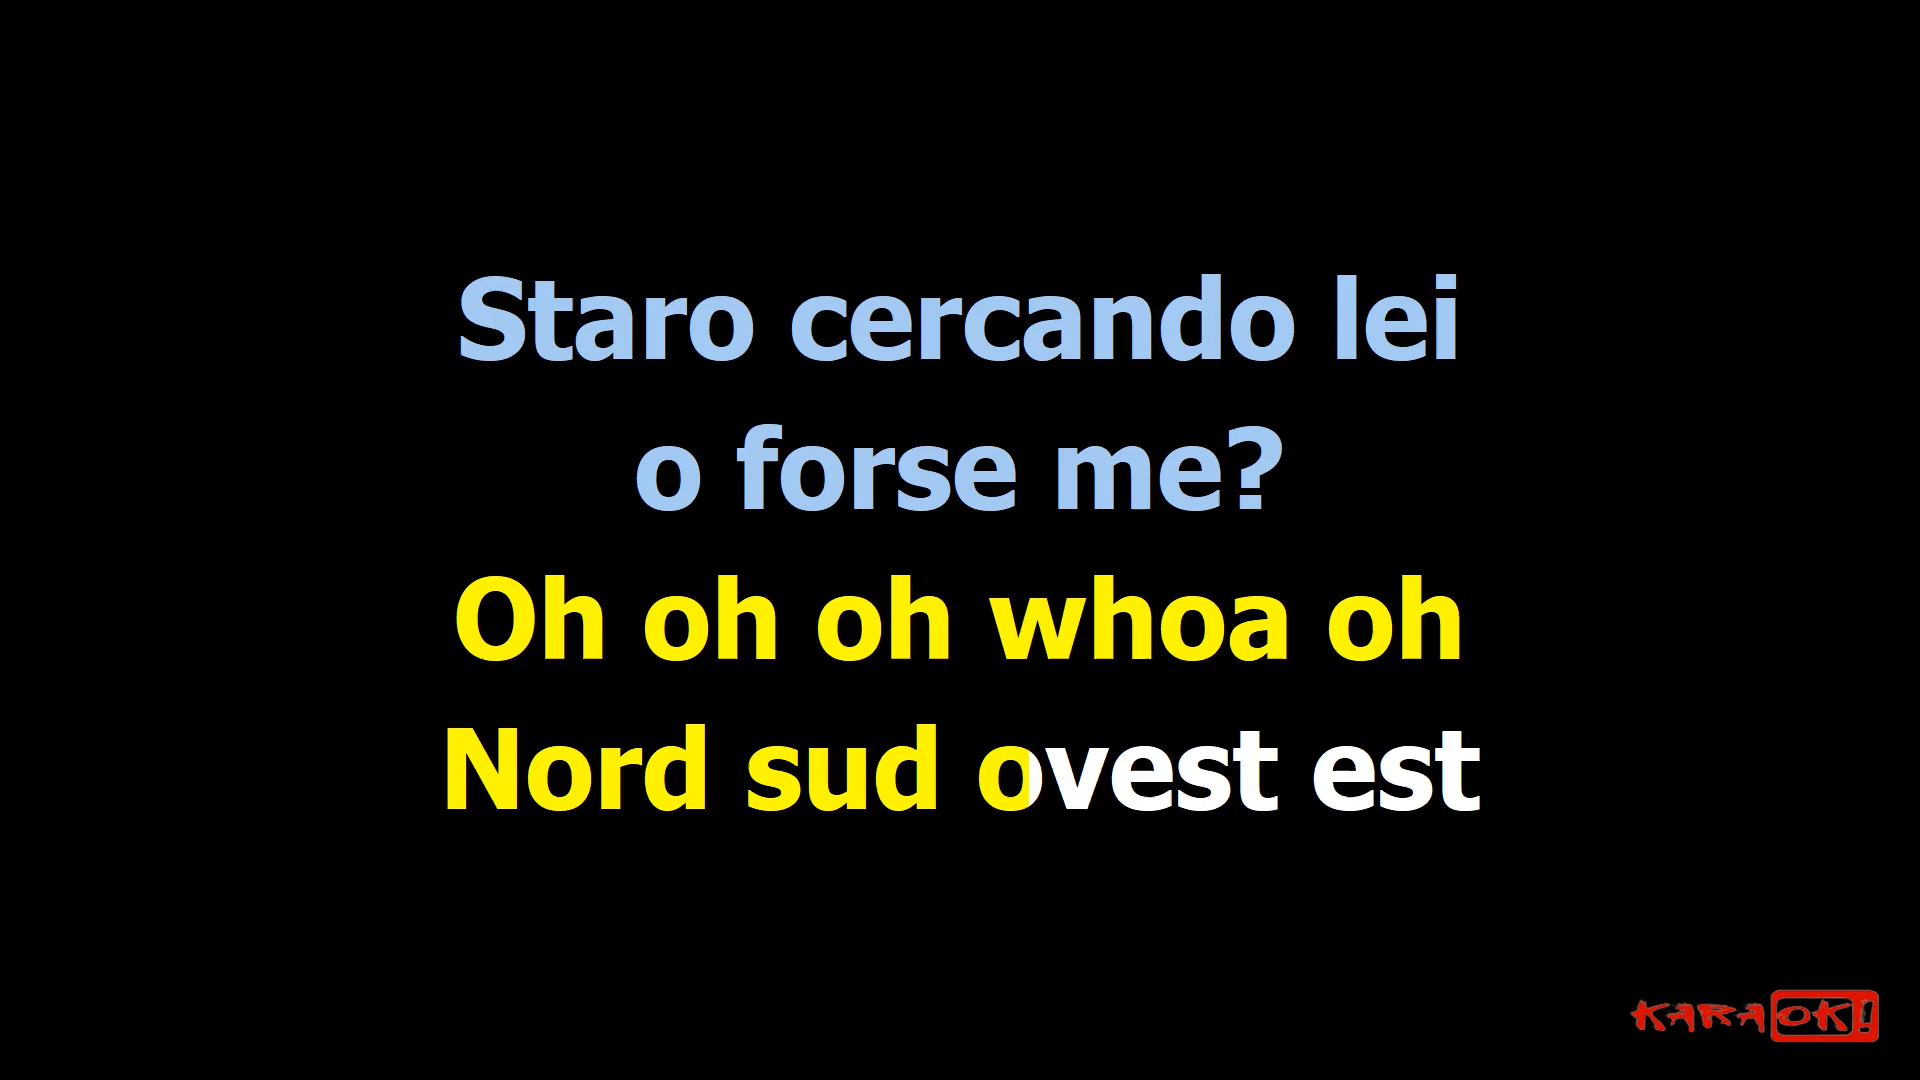 Staro cercando lei
o forse me?
Oh oh oh whoa oh
Nord sud ovest est
KARAOK!